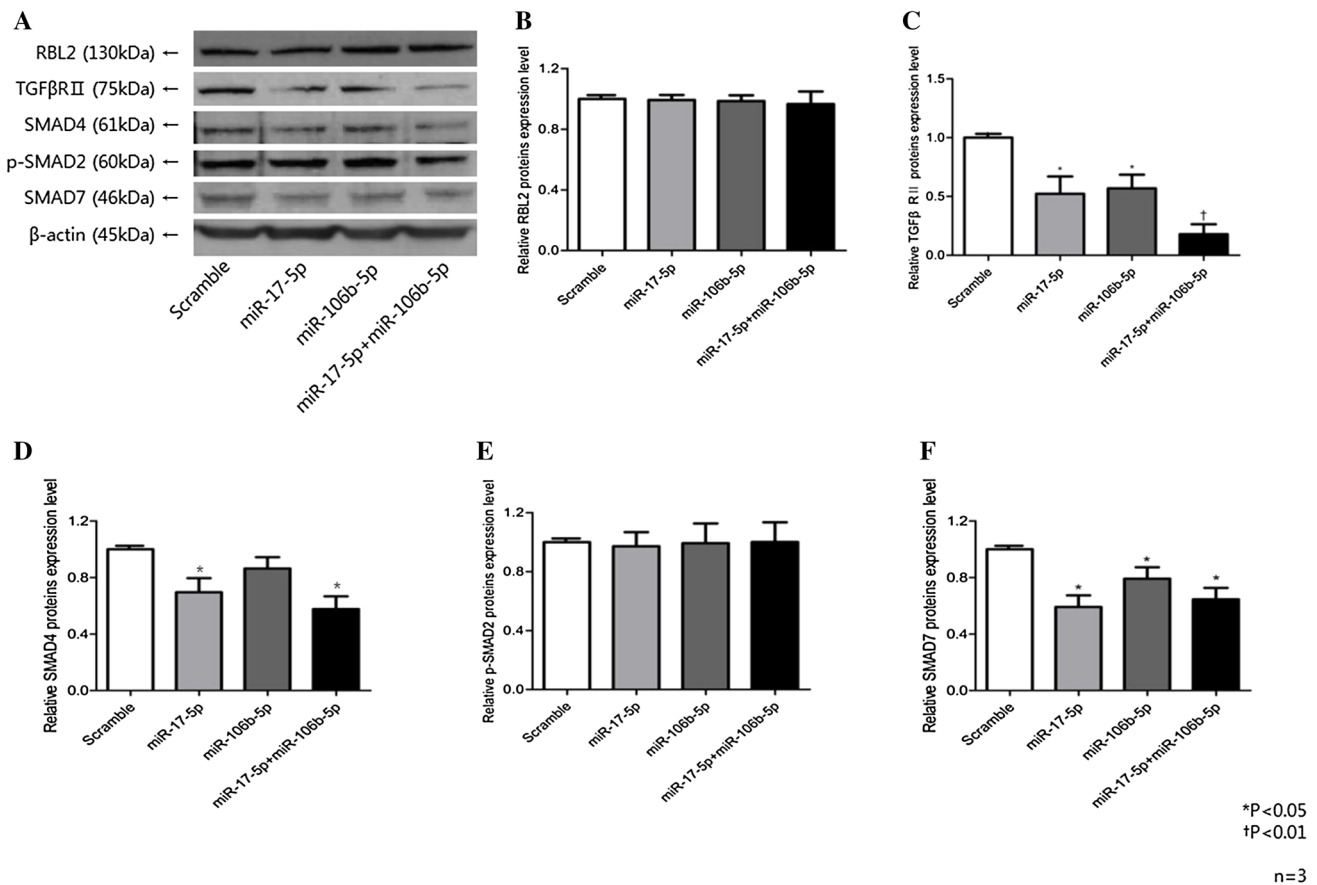 A
RBL2 (130kDa) ←
TGFβRⅡ (75kDa) ←
SMAD4 (61kDa) ←
p-SMAD2 (60kDa) ←
SMAD7 (46kDa) ←
β-actin (45kDa) ←
Scramble
miR-17-5p
miR-106b-5p
miR-17-5p+miR-106b-5p
B
Relative RBL2 proteins expression level
1.2
0.8
0.4
0.0
Scramble
miR-17-5p
miR-106b-5p
miR-17-5p+miR-106b-5p
C
Relative TGFβ RⅡ proteins expression level
1.5
1.0
0.5
0.0
*
*
†
Scramble
miR-17-5p
miR-106b-5p
miR-17-5p+miR-106b-5p
D
Relative SMAD4 proteins expression level
1.2
0.8
0.4
0.0
*
*
Scramble
miR-17-5p
miR-106b-5p
miR-17-5p+miR-106b-5p
E
Relative p-SMAD2 proteins expression level
1.2
0.8
0.4
0.0
Scramble
miR-17-5p
miR-106b-5p
miR-17-5p+miR-106b-5p
F
Relative SMAD7 proteins expression level
1.2
0.8
0.4
0.0
*
*
*
Scramble
miR-17-5p
miR-106b-5p
miR-17-5p+miR-106b-5p
*P<0.05
†P<0.01
n=3